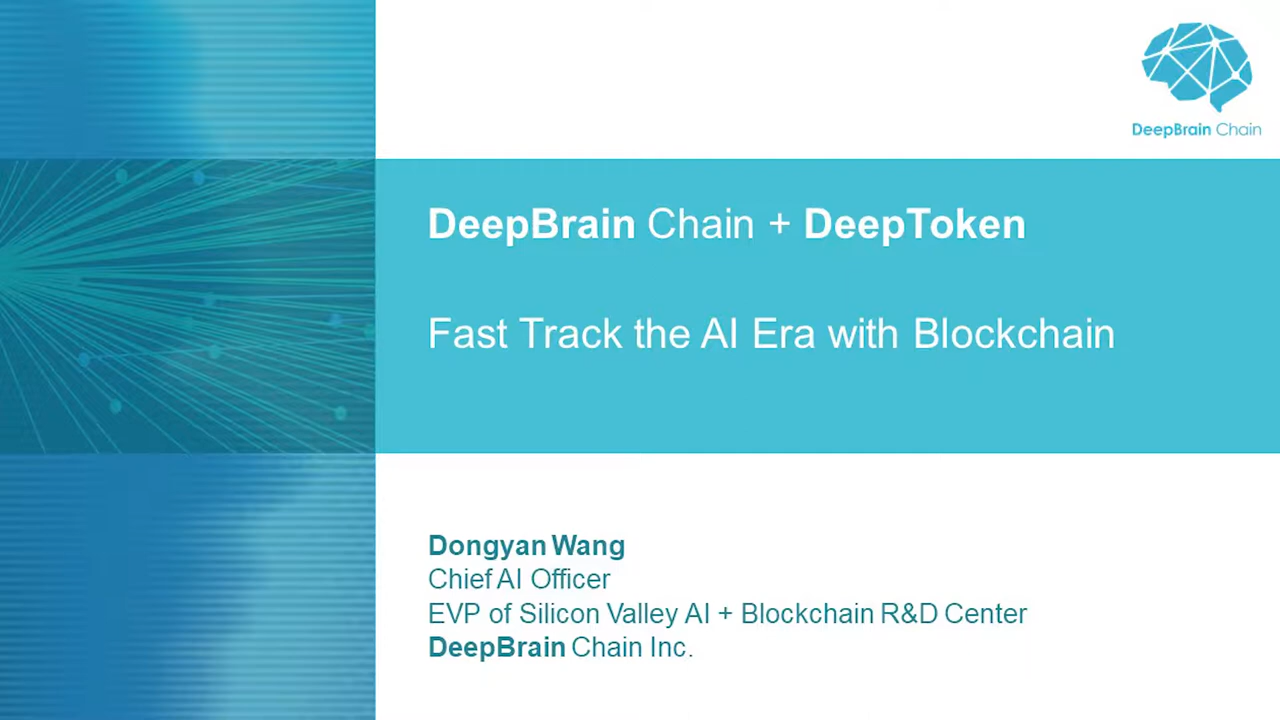 DeepBrain Chain
DeepBrain Chain + DeepToken
Fast Track the AI Era with Blockchain
Dongyan Wang
Chief AI Officer
EVP of Silicon Valley AI + Blockchain R&D Center
DeepBrain Chain Inc.